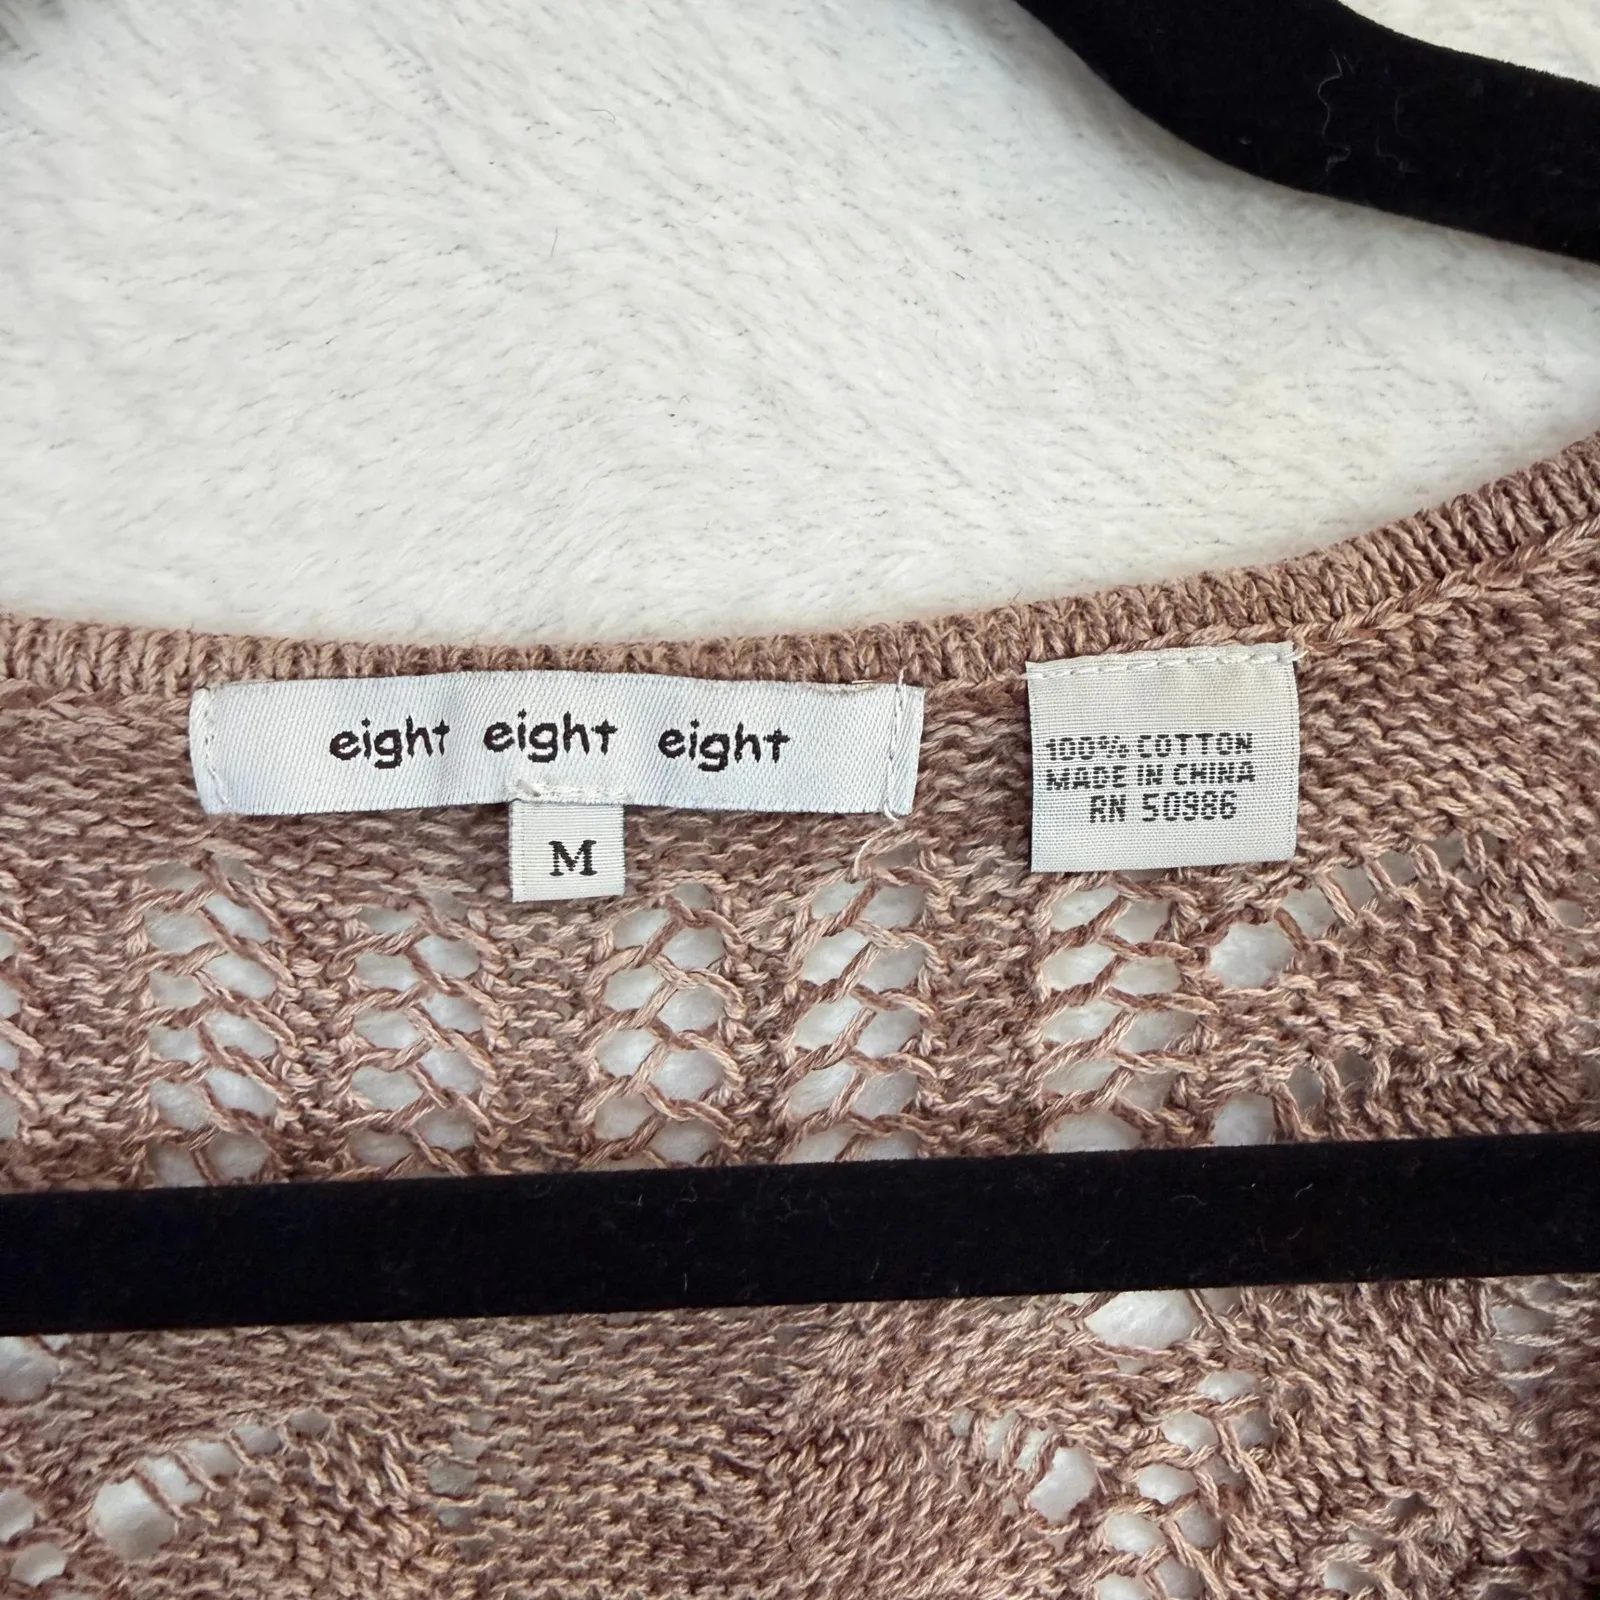 eight eight eight
M
100% COTTON
MADE IN CHINA
RN 50986